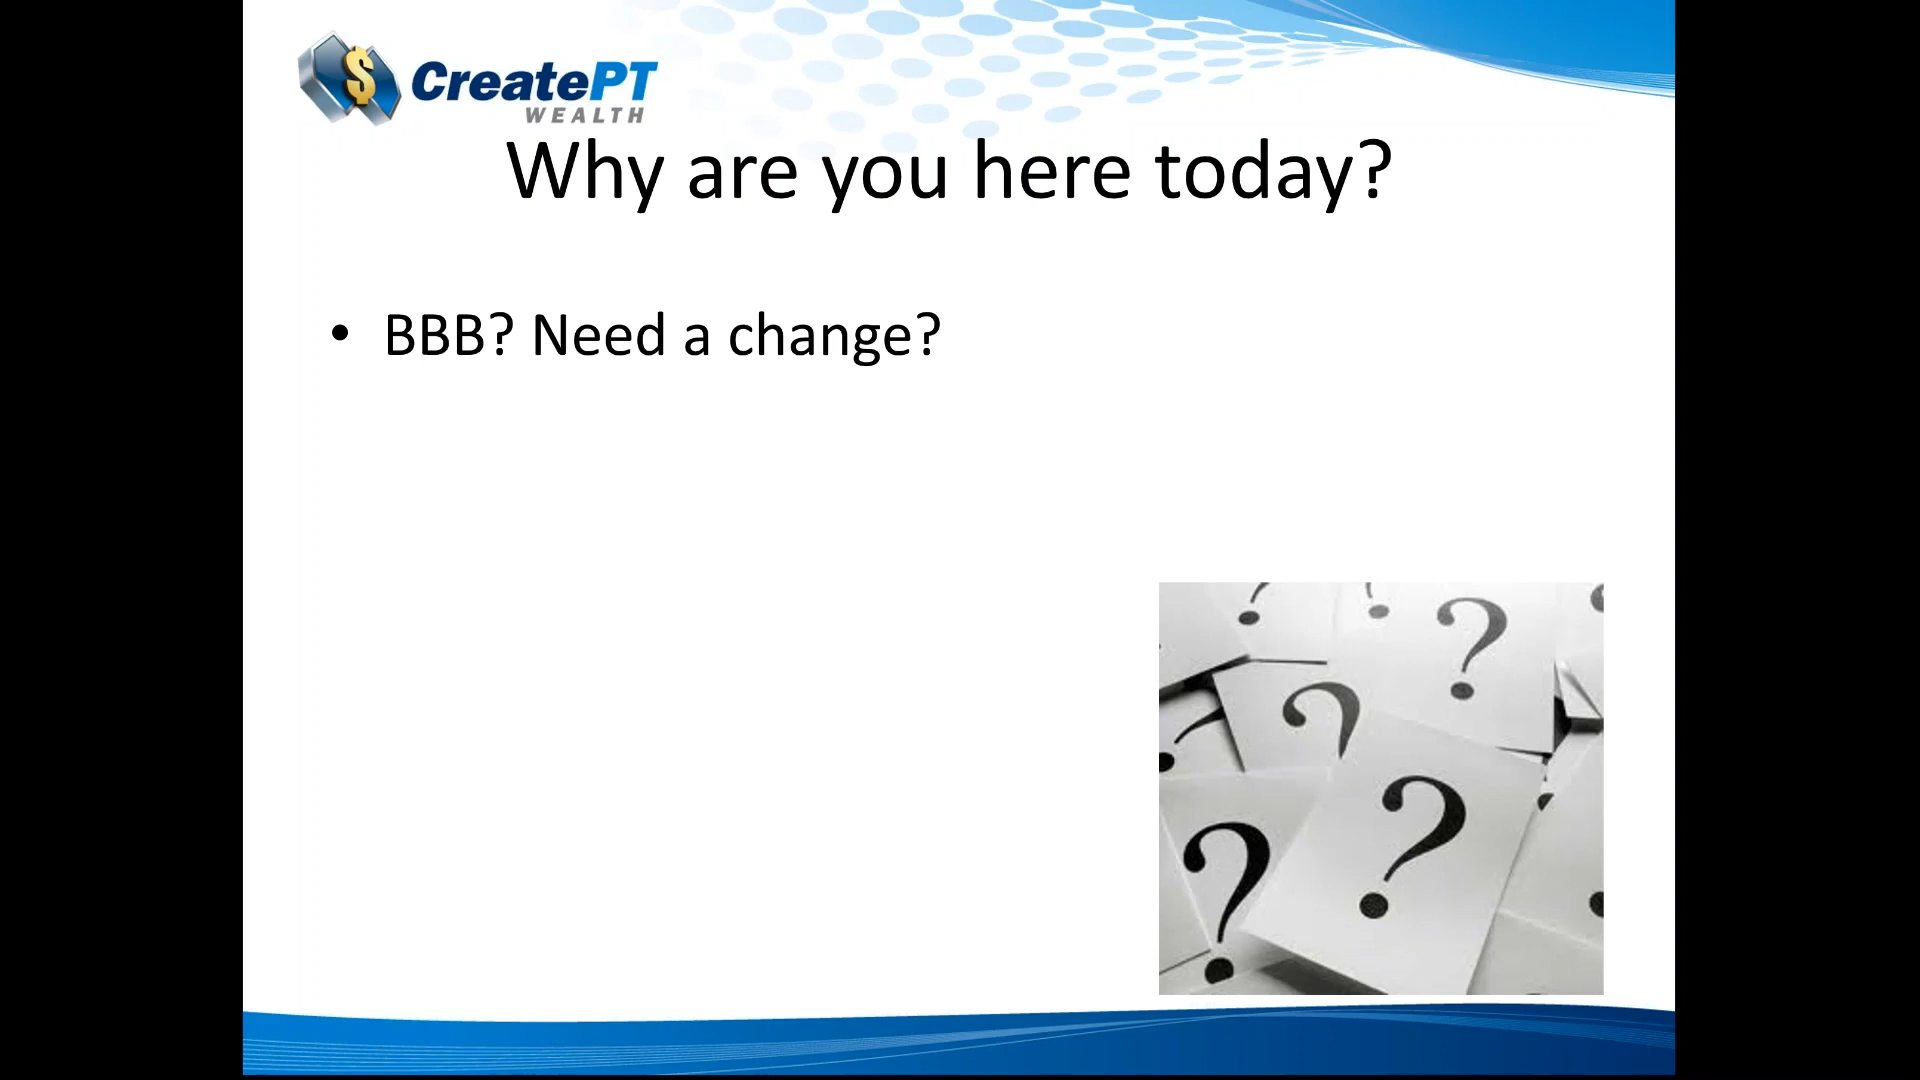 $
CreatePT
WEALTH
Why are you here today?
• BBB? Need a change?
? ? ?
?
?
? ?